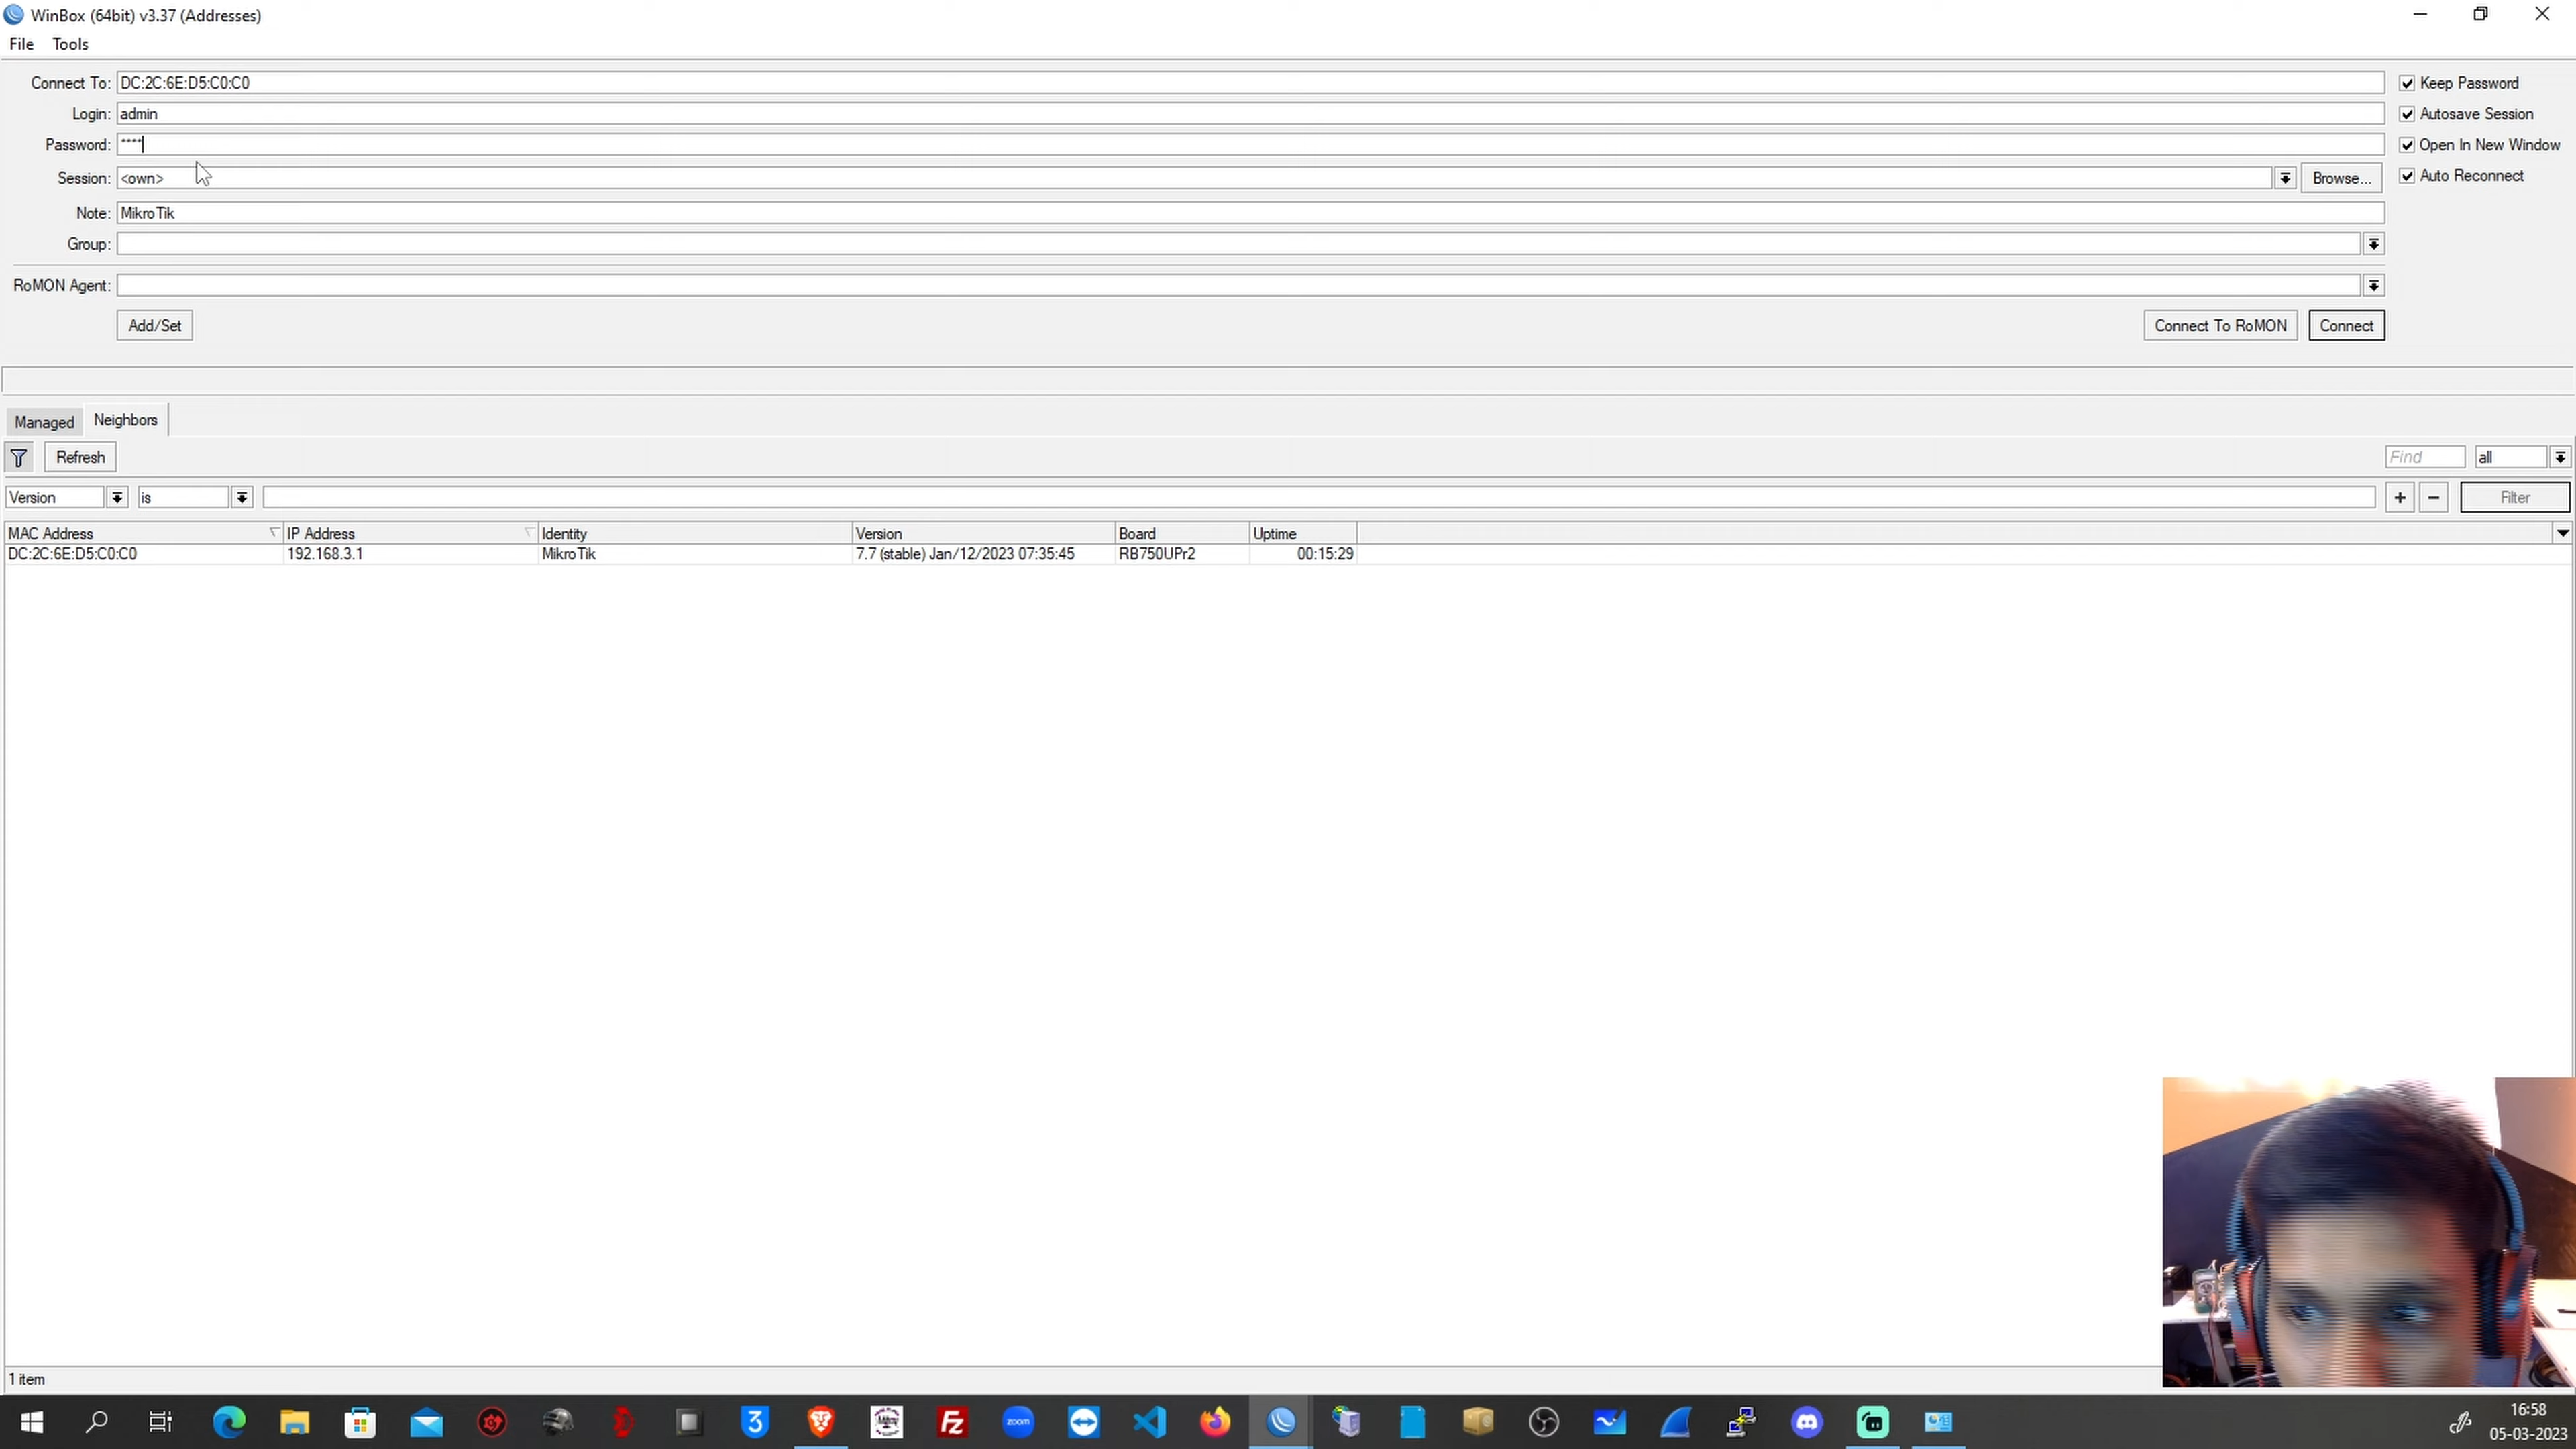 WinBox (64bit) v3.37 (Addresses)
File Tools
Connect To: DC:2C:6E:D5:C0:C0 Keep Password
Login: admin Autosave Session
Password: **** Open In New Window
Session: <own> Browse... Auto Reconnect
Note: MikroTik
Group:
RoMON Agent:
Add/Set Connect To RoMON Connect
Managed Neighbors
Refresh Find all
Version is + − Filter
MAC Address IP Address Identity Version Board Uptime
DC:2C:6E:D5:C0:C0 192.168.3.1 MikroTik 7.7 (stable) Jan/12/2023 07:35:45 RB750UPr2 00:15:29
1 item
3 Fz zoom
16:58
05-03-2023